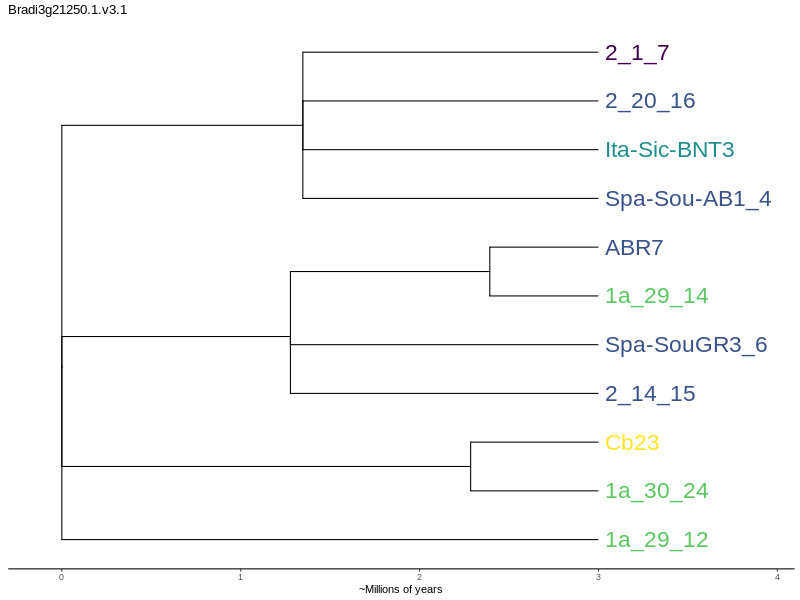 Bradi3g21250.1.v3.1
2_1_7
2_20_16
Ita-Sic-BNT3
Spa-Sou-AB1_4
ABR7
1a_29_14
Spa-SouGR3_6
2_14_15
Cb23
1a_30_24
1a_29_12
0 1 2 3 4
~Millions of years